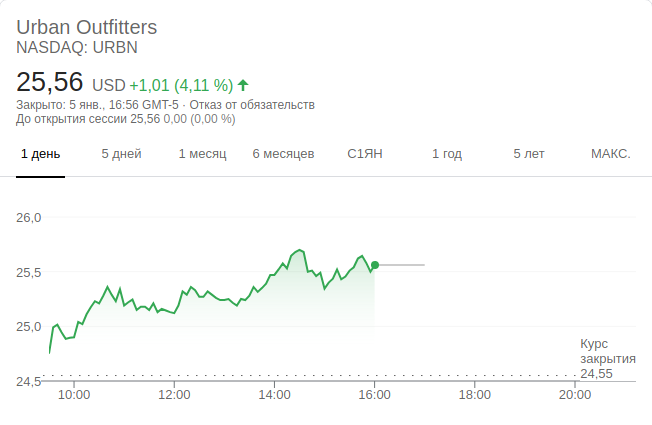 Urban Outfitters
NASDAQ: URBN
25,56 USD +1,01 (4,11 %)
Закрыто: 5 янв., 16:56 GMT-5 · Отказ от обязательств
До открытия сессии 25,56 0,00 (0,00 %)
1 день 5 дней 1 месяц 6 месяцев С1ЯН 1 год 5 лет МАКС.
26,0
25,5
25,0
Курс
закрытия
24,55
24,5
10:00 12:00 14:00 16:00 18:00 20:00